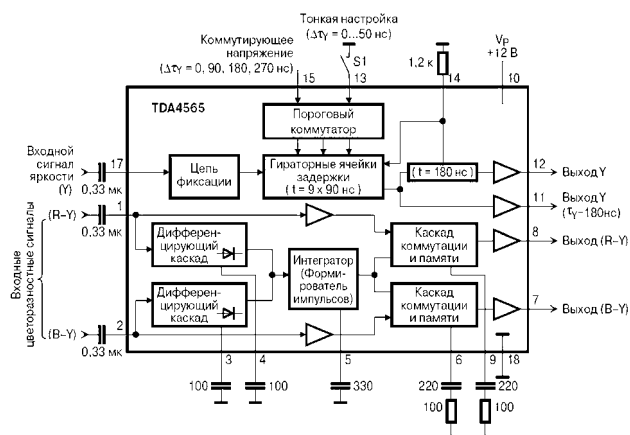 Тонкая настройка
(Δτγ = 0...50 нс)
Коммутирующее
напряжение
(Δτγ = 0, 90, 180, 270 нс)
S1
1,2 к
Vp
+12 В
15
13
14
10
TDA4565
Пороговый
коммутатор
Входной
сигнал
яркости
(Y)
17
0.33 мк
Цепь
фиксации
Гираторные ячейки
задержки
(t = 9 x 90 нс)
(t = 180 нс)
12
Выход Y
11
Выход Y
(τγ–180нс)
Входные
цветоразностные сигналы
(R–Y)
1
0.33 мк
Дифферен-
цирующий
каскад
Интегратор
(Форми-
рователь
импульсов)
Каскад
коммутации
и памяти
8
Выход (R–Y)
Дифферен-
цирующий
каскад
Каскад
коммутации
и памяти
7
Выход (B–Y)
(B–Y)
2
0.33 мк
3
4
5
6
9
18
100
100
330
220
220
100
100